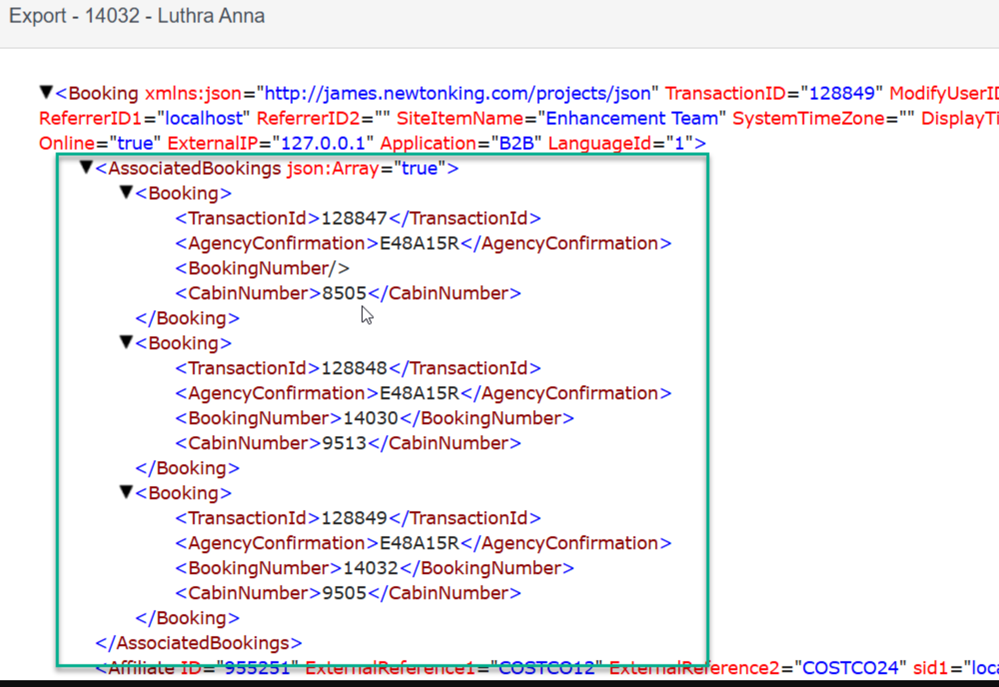 Export - 14032 - Luthra Anna
<Booking xmlns:json="http://james.newtonking.com/projects/json" TransactionID="128849" ModifyUserID
ReferrerID1="localhost" ReferrerID2="" SiteItemName="Enhancement Team" SystemTimeZone="" DisplayTi
Online="true" ExternalIP="127.0.0.1" Application="B2B" LanguageId="1">
<AssociatedBookings json:Array="true">
<Booking>
<TransactionId>128847</TransactionId>
<AgencyConfirmation>E48A15R</AgencyConfirmation>
<BookingNumber/>
<CabinNumber>8505</CabinNumber>
</Booking>
<Booking>
<TransactionId>128848</TransactionId>
<AgencyConfirmation>E48A15R</AgencyConfirmation>
<BookingNumber>14030</BookingNumber>
<CabinNumber>9513</CabinNumber>
</Booking>
<Booking>
<TransactionId>128849</TransactionId>
<AgencyConfirmation>E48A15R</AgencyConfirmation>
<BookingNumber>14032</BookingNumber>
<CabinNumber>9505</CabinNumber>
</Booking>
</AssociatedBookings>
<Affiliate ID="955251" ExternalReference1="COSTCO12" ExternalReference2="COSTCO24" sid1="loca